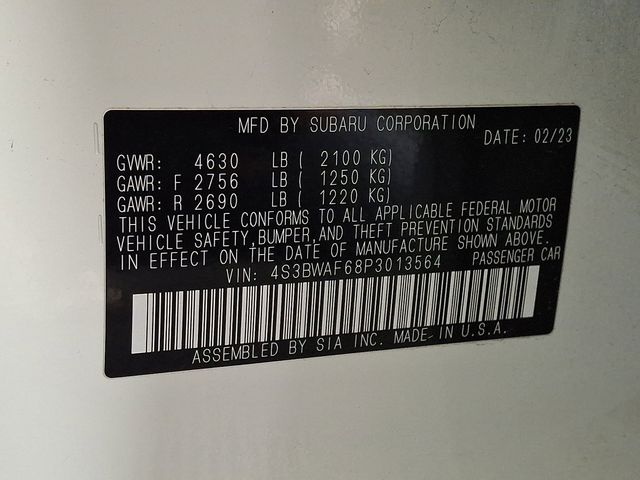 MFD BY SUBARU CORPORATION
DATE: 02/23
GVWR: 4630 LB ( 2100 KG)
GAWR: F 2756 LB ( 1250 KG)
GAWR: R 2690 LB ( 1220 KG)
THIS VEHICLE CONFORMS TO ALL APPLICABLE FEDERAL MOTOR
VEHICLE SAFETY, BUMPER, AND THEFT PREVENTION STANDARDS
IN EFFECT ON THE DATE OF MANUFACTURE SHOWN ABOVE.
VIN: 4S3BWAF68P3013564 PASSENGER CAR
ASSEMBLED BY SIA INC. MADE IN U.S.A.